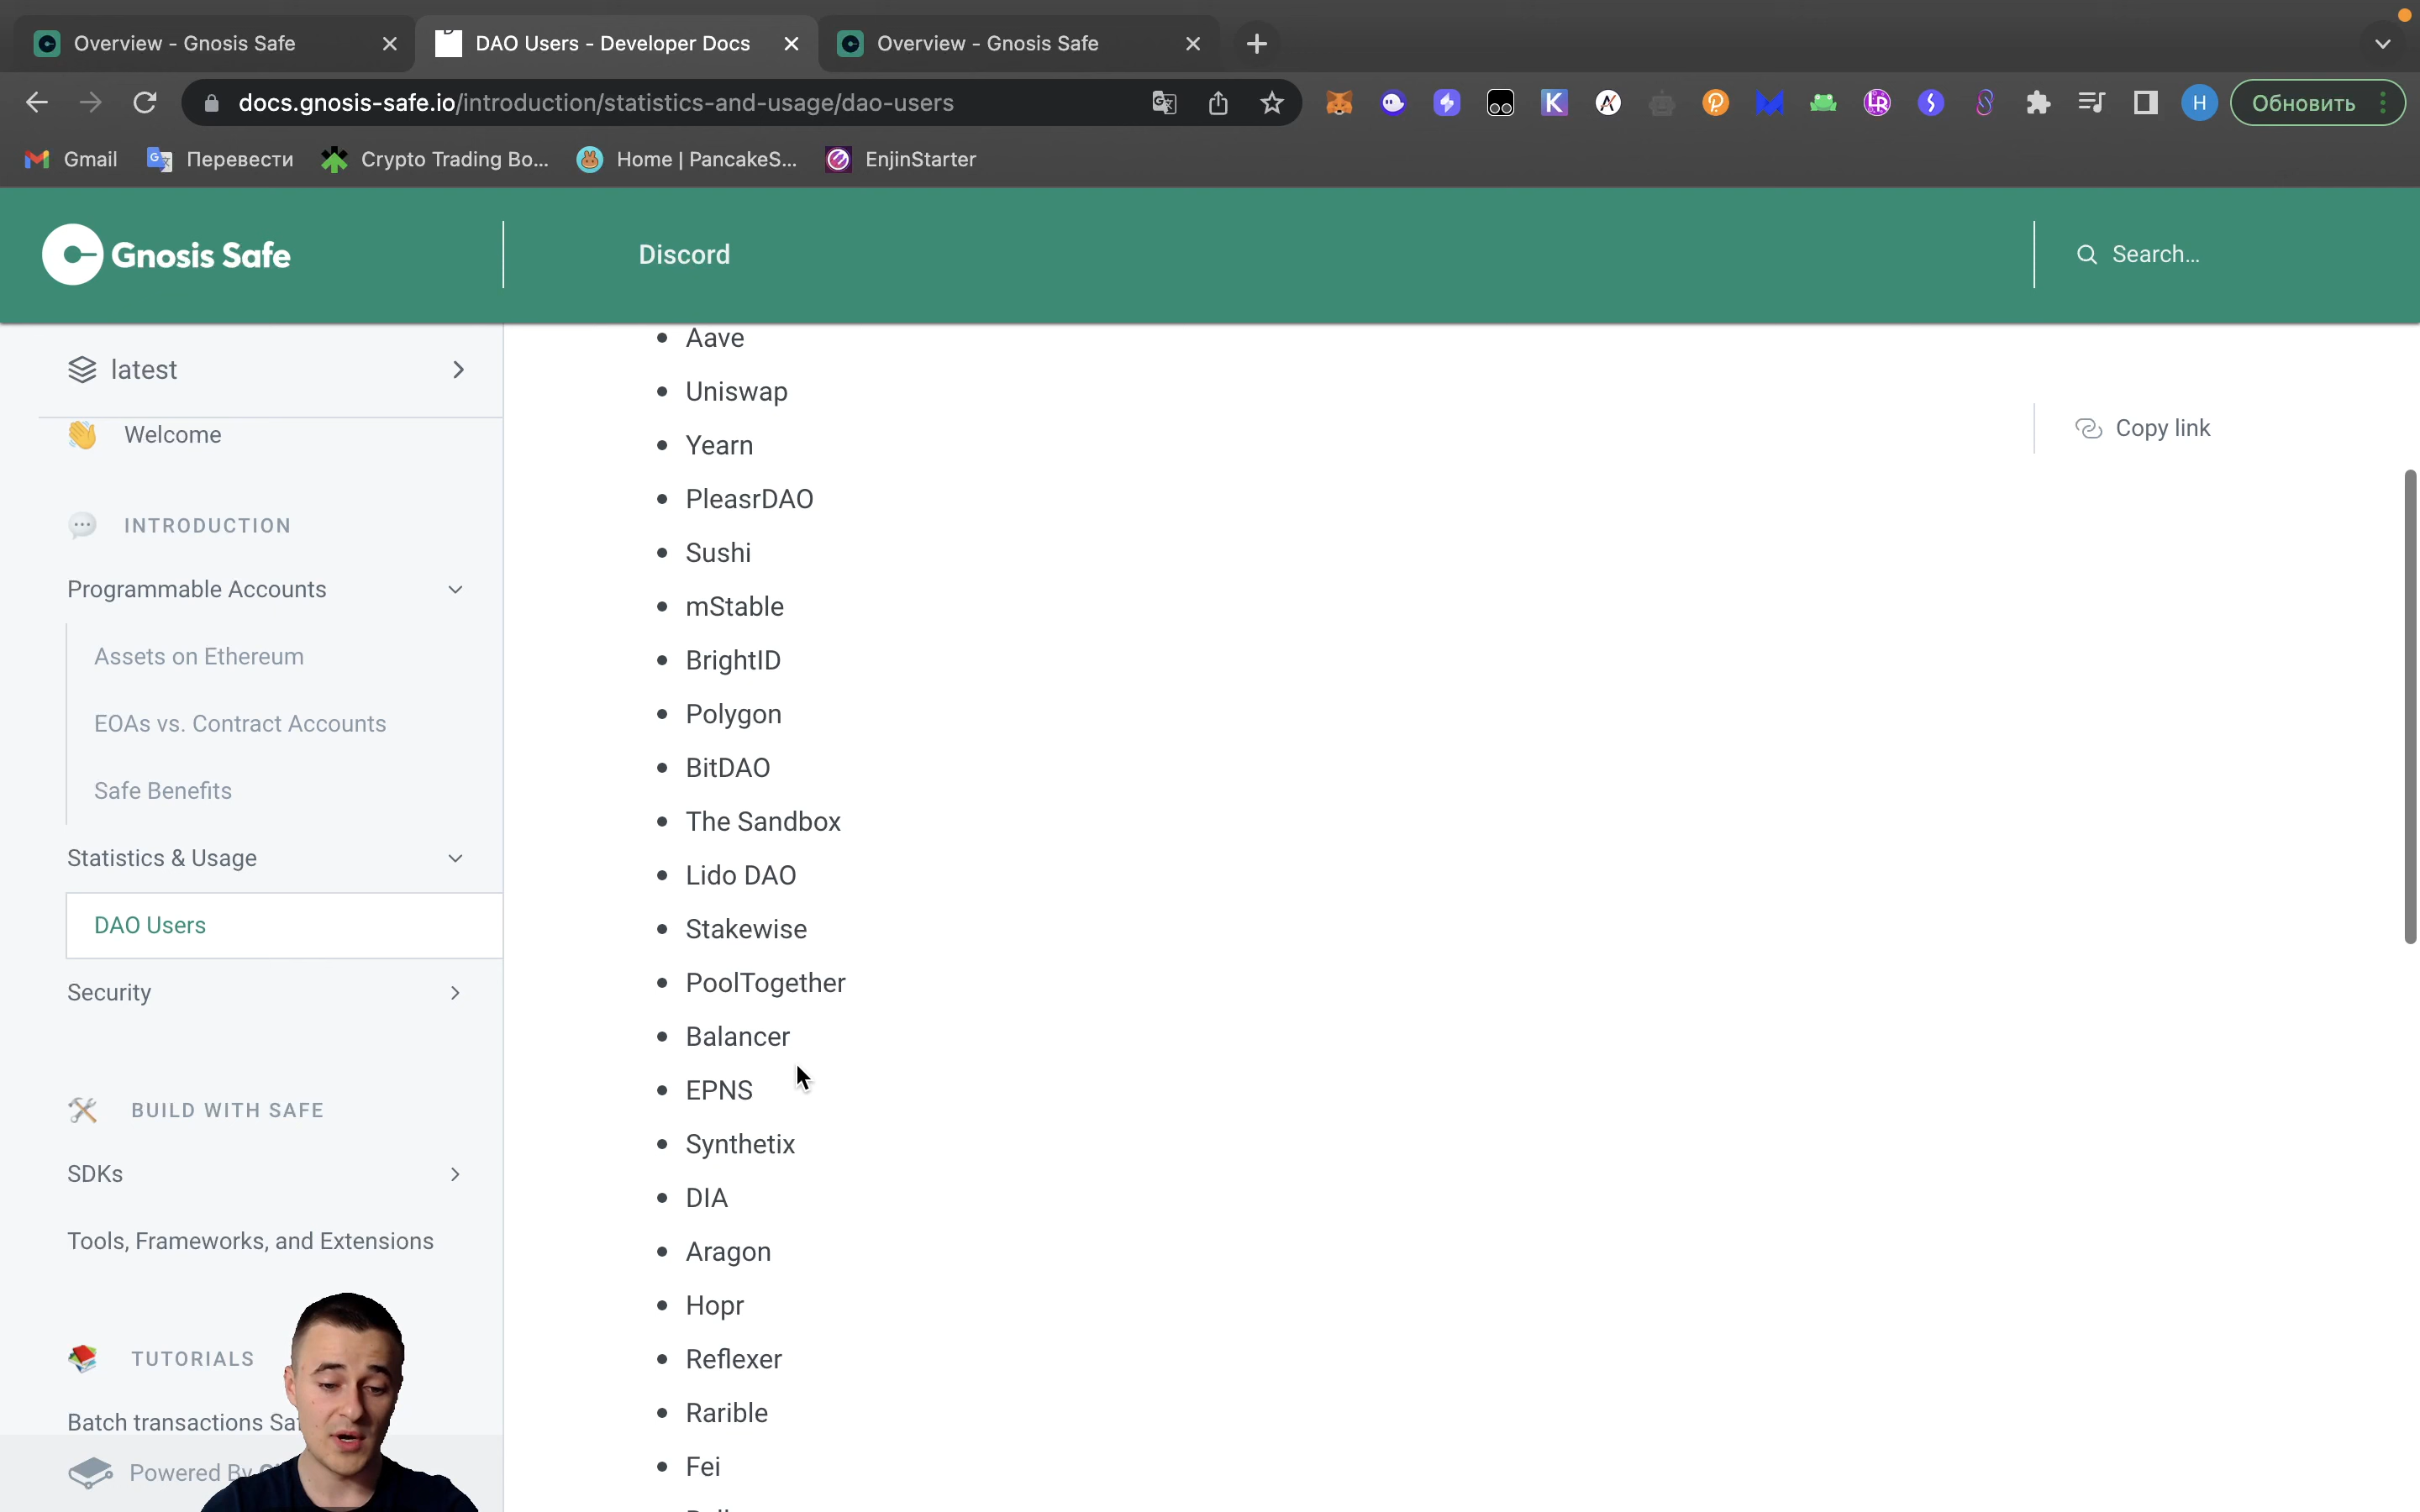 Overview - Gnosis Safe
DAO Users - Developer Docs
Overview - Gnosis Safe
docs.gnosis-safe.io/introduction/statistics-and-usage/dao-users
H
Обновить
Gmail
Перевести
Crypto Trading Bo...
Home | PancakeS...
EnjinStarter
Gnosis Safe
Discord
Search...
latest
Welcome
INTRODUCTION
Programmable Accounts
Assets on Ethereum
EOAs vs. Contract Accounts
Safe Benefits
Statistics & Usage
DAO Users
Security
BUILD WITH SAFE
SDKs
Tools, Frameworks, and Extensions
TUTORIALS
Batch transactions
Powered By
Aave
Uniswap
Yearn
PleasrDAO
Sushi
mStable
BrightID
Polygon
BitDAO
The Sandbox
Lido DAO
Stakewise
PoolTogether
Balancer
EPNS
Synthetix
DIA
Aragon
Hopr
Reflexer
Rarible
Fei
Copy link